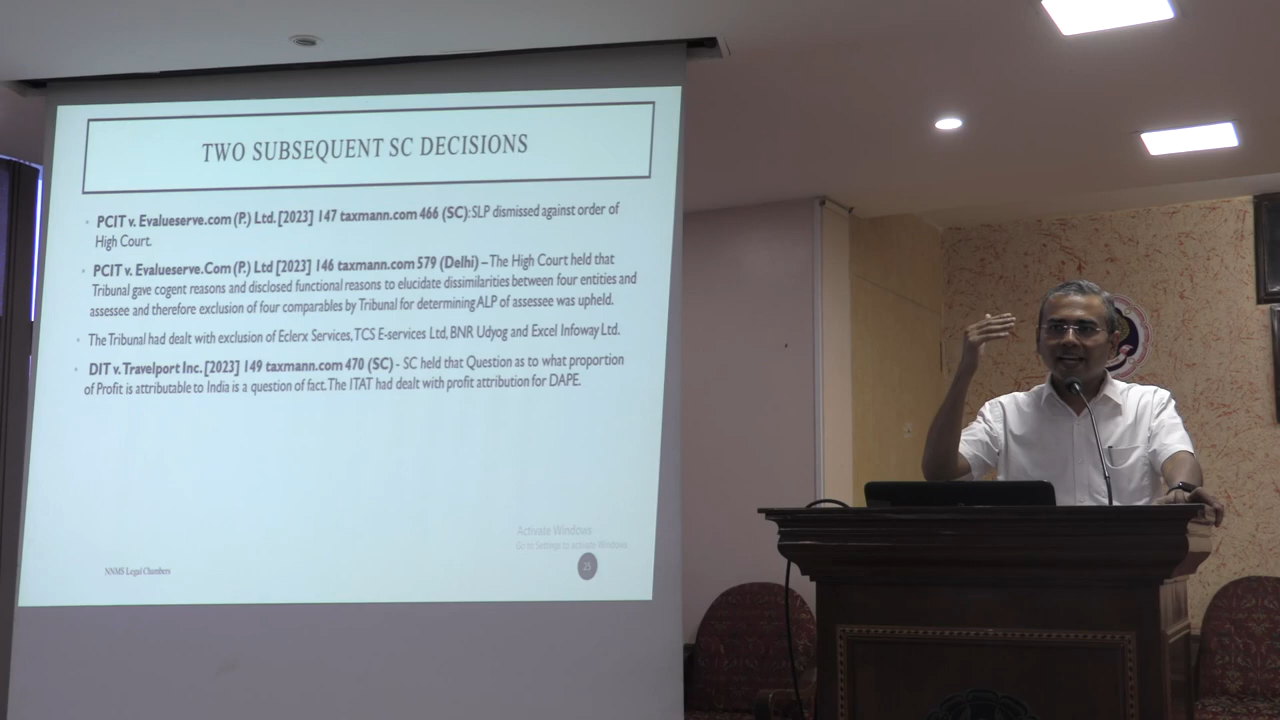 TWO SUBSEQUENT SC DECISIONS
• PCIT v. Evalueserve.com (P.) Ltd. [2023] 147 taxmann.com 466 (SC): SLP dismissed against order of
High Court.
• PCIT v. Evalueserve.Com (P.) Ltd [2023] 146 taxmann.com 579 (Delhi) – The High Court held that
Tribunal gave cogent reasons and disclosed functional reasons to elucidate dissimilarities between four entities and
assessee and therefore exclusion of four comparables by Tribunal for determining ALP of assessee was upheld.
• The Tribunal had dealt with exclusion of Eclerx Services, TCS E-services Ltd, BNR Udyog and Excel Infoway Ltd.
• DIT v. Travelport Inc. [2023] 149 taxmann.com 470 (SC) - SC held that Question as to what proportion
of Profit is attributable to India is a question of fact. The ITAT had dealt with profit attribution for DAPE.
Activate Windows
Go to Settings to activate Windows
NNMS Legal Chambers
25